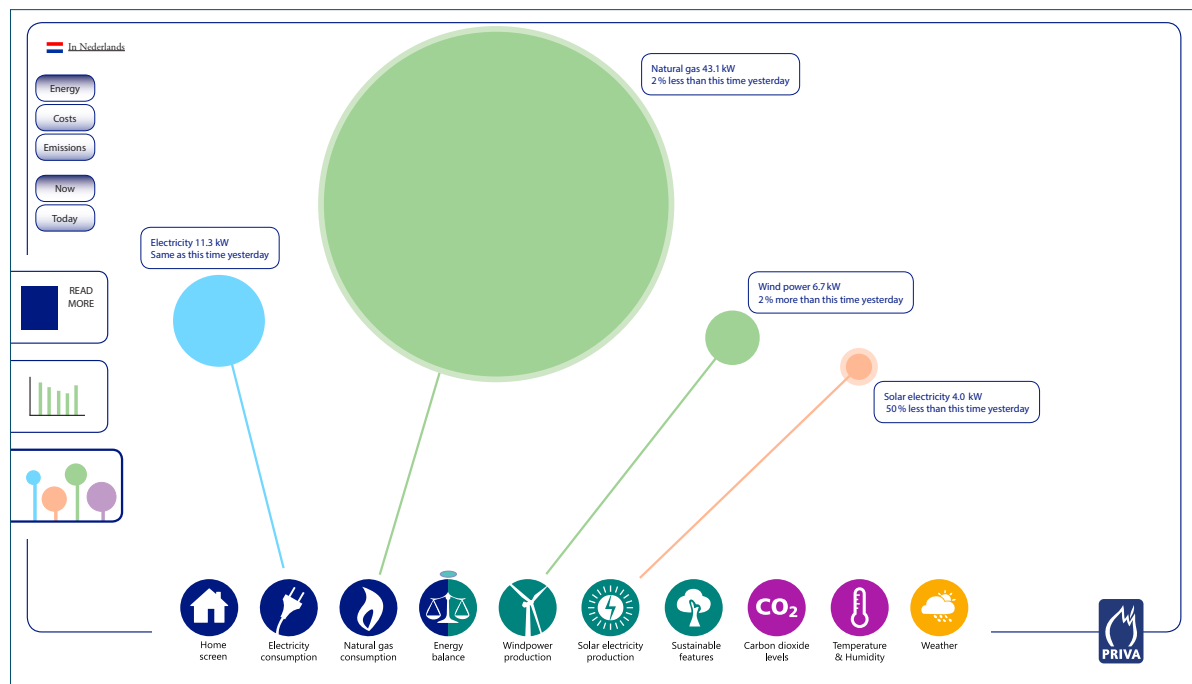 In Nederlands
Energy
Costs
Emissions
Now
Today
READ
MORE
Natural gas 43.1 kW
2 % less than this time yesterday
Electricity 11.3 kW
Same as this time yesterday
Wind power 6.7 kW
2 % more than this time yesterday
Solar electricity 4.0 kW
50 % less than this time yesterday
Home
screen
Electricity
consumption
Natural gas
consumption
Energy
balance
Windpower
production
Solar electricity
production
Sustainable
features
CO2
Carbon dioxide
levels
Temperature
& Humidity
Weather
PRIVA